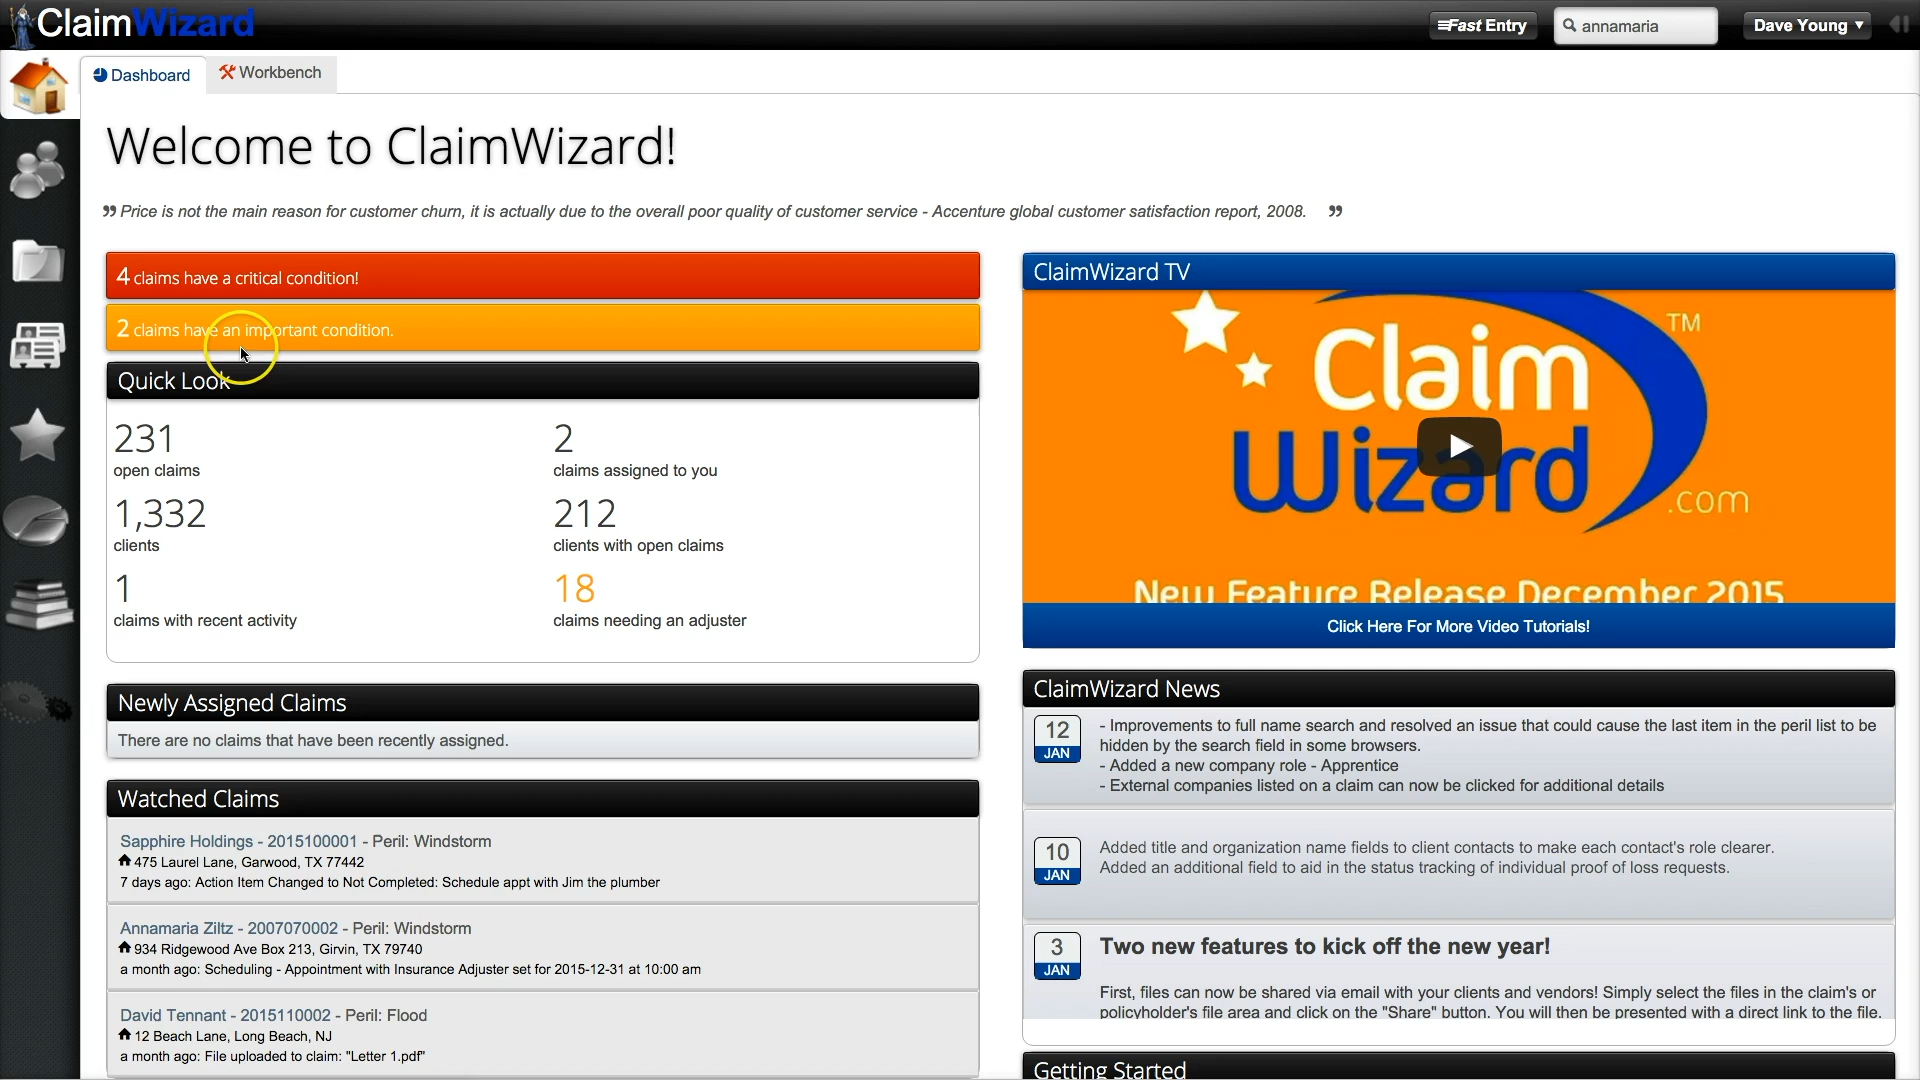 ClaimWizard
Fast Entry
annamaria
Dave Young
Dashboard
Workbench
Welcome to ClaimWizard!
” Price is not the main reason for customer churn, it is actually due to the overall poor quality of customer service - Accenture global customer satisfaction report, 2008. ”
4 claims have a critical condition!
2 claims have an important condition.
Quick Look
231
open claims
2
claims assigned to you
1,332
clients
212
clients with open claims
1
claims with recent activity
18
claims needing an adjuster
Newly Assigned Claims
There are no claims that have been recently assigned.
Watched Claims
Sapphire Holdings - 2015100001 - Peril: Windstorm
475 Laurel Lane, Garwood, TX 77442
7 days ago: Action Item Changed to Not Completed: Schedule appt with Jim the plumber
Annamaria Ziltz - 2007070002 - Peril: Windstorm
934 Ridgewood Ave Box 213, Girvin, TX 79740
a month ago: Scheduling - Appointment with Insurance Adjuster set for 2015-12-31 at 10:00 am
David Tennant - 2015110002 - Peril: Flood
12 Beach Lane, Long Beach, NJ
a month ago: File uploaded to claim: "Letter 1.pdf"
ClaimWizard TV
Claim
TM
Wizard
.com
New Feature Release December 2015
Click Here For More Video Tutorials!
ClaimWizard News
12
JAN
- Improvements to full name search and resolved an issue that could cause the last item in the peril list to be
hidden by the search field in some browsers.
- Added a new company role - Apprentice
- External companies listed on a claim can now be clicked for additional details
10
JAN
Added title and organization name fields to client contacts to make each contact's role clearer.
Added an additional field to aid in the status tracking of individual proof of loss requests.
3
JAN
Two new features to kick off the new year!
First, files can now be shared via email with your clients and vendors! Simply select the files in the claim's or
policyholder's file area and click on the "Share" button. You will then be presented with a direct link to the file.
Getting Started